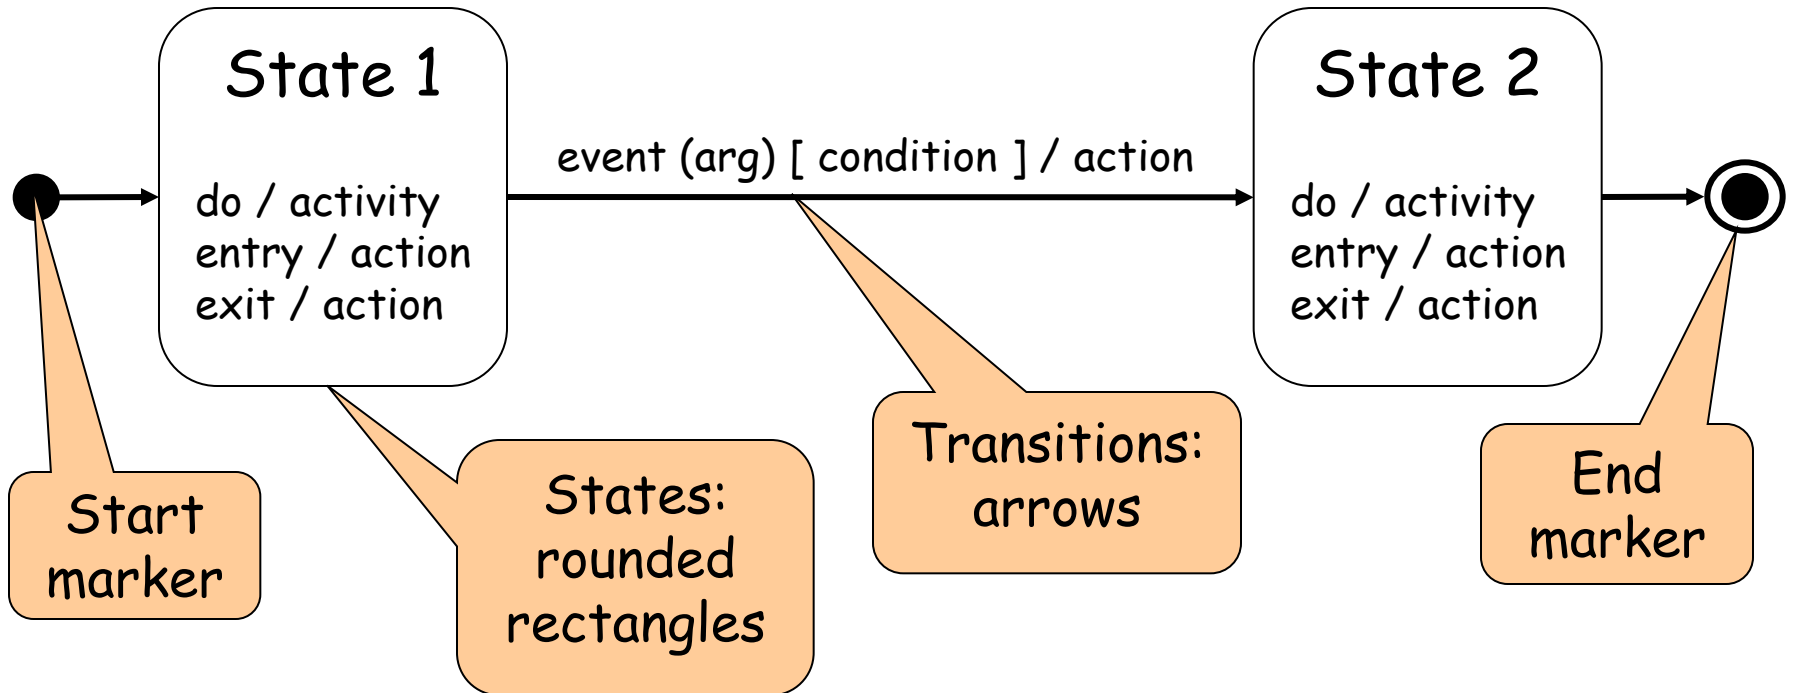 State 1
do / activity
entry / action
exit / action
event (arg) [ condition ] / action
State 2
do / activity
entry / action
exit / action
Start
marker
States:
rounded
rectangles
Transitions:
arrows
End
marker